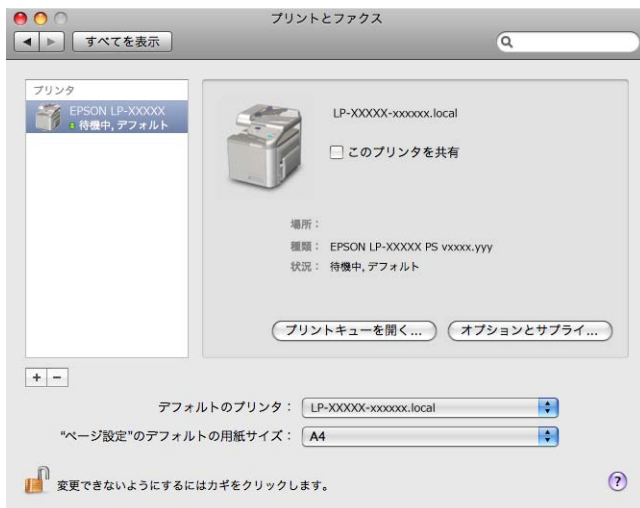 プリントとファクス
すべてを表示
プリンタ
EPSON LP-XXXXX
待機中, デフォルト
LP-XXXXX-xxxxxx.local
このプリンタを共有
場所：
種類： EPSON LP-XXXXX PS vxxxx.yyy
状況： 待機中, デフォルト
プリントキューを開く... オプションとサプライ...
+ −
デフォルトのプリンタ： LP-XXXXX-xxxxxx.local
“ページ設定”のデフォルトの用紙サイズ： A4
変更できないようにするにはカギをクリックします。 ?